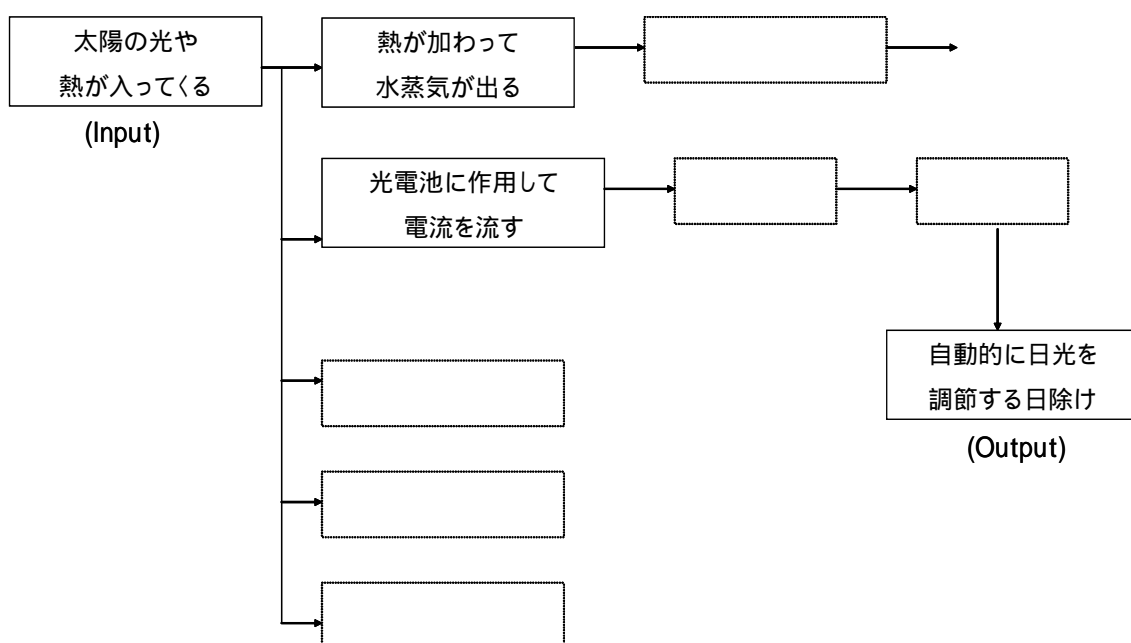 太陽の光や
熱が入ってくる
(Input)
熱が加わって
水蒸気が出る
光電池に作用して
電流を流す
自動的に日光を
調節する日除け
(Output)